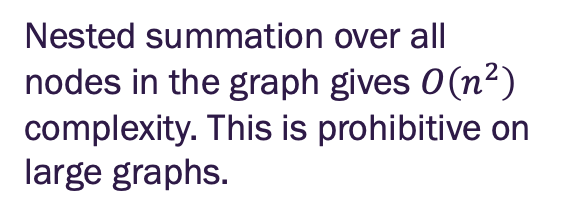 Nested summation over all
nodes in the graph gives O(n²)
complexity. This is prohibitive on
large graphs.